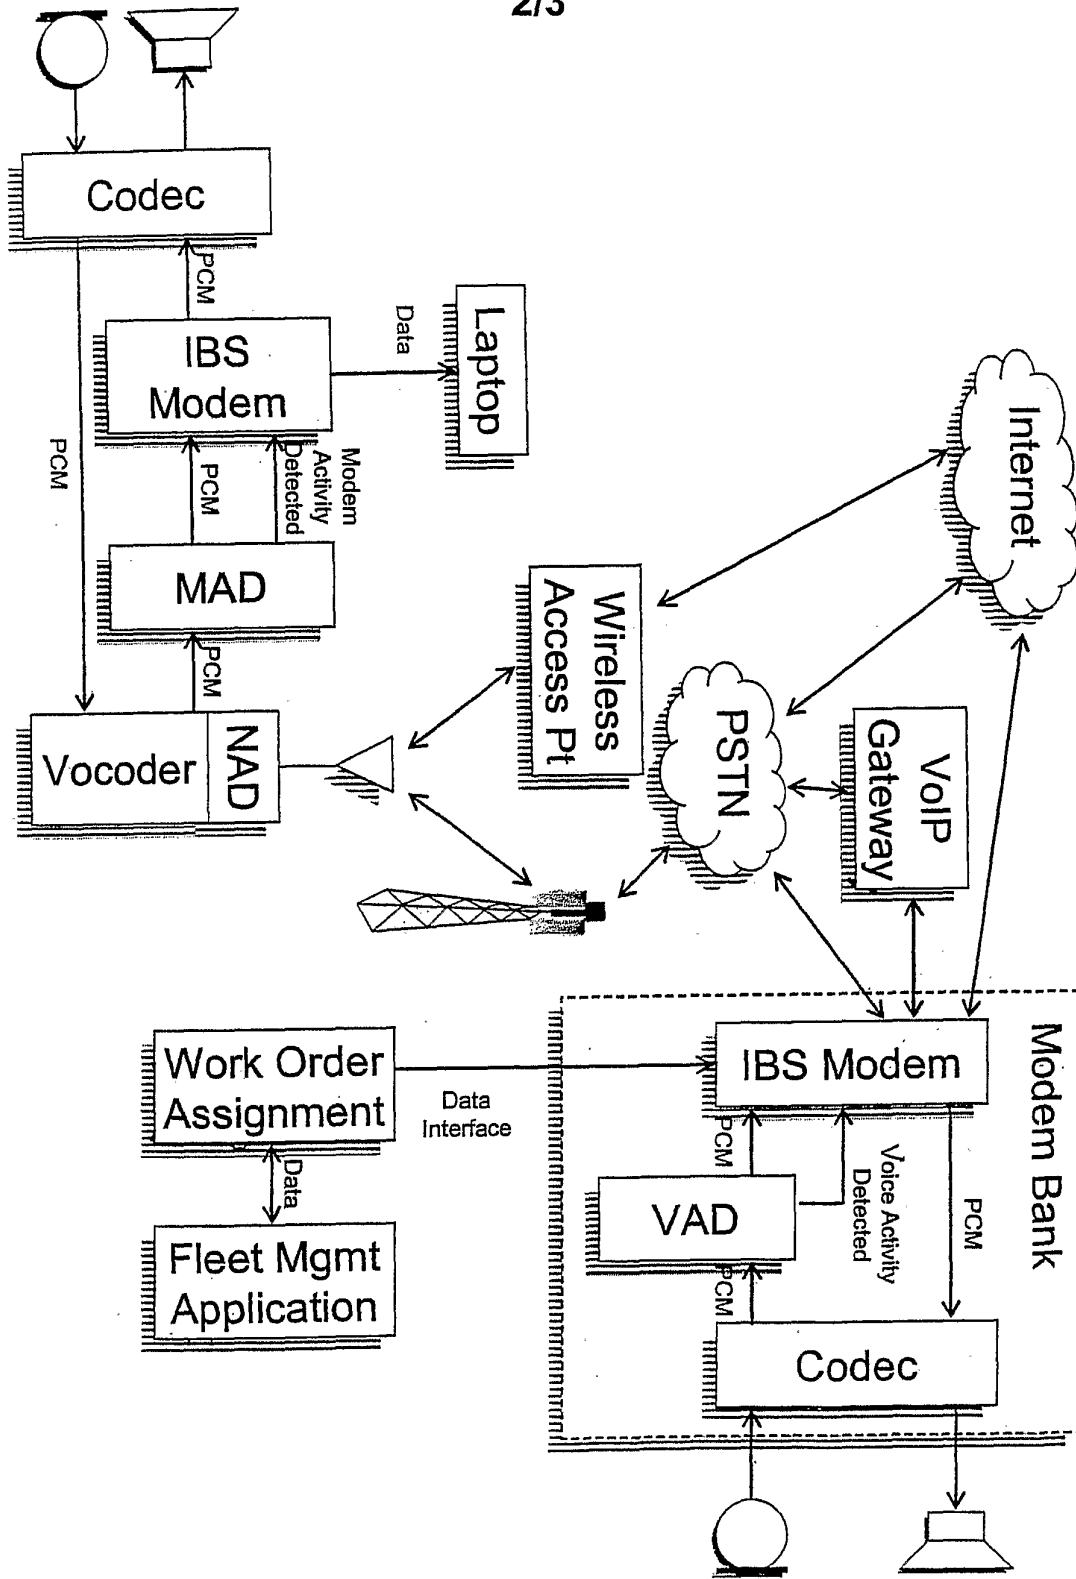 2/3
Codec
PCM
IBS
Modem
Data
Laptop
PCM
PCM
Modem
Activity
Detected
MAD
PCM
Vocoder
NAD
Wireless
Access Pt
Internet
PSTN
VoIP
Gateway
Modem Bank
IBS Modem
PCM
Voice Activity
Detected
PCM
VAD
PCM
Codec
Work Order
Assignment
Data
Interface
Data
Fleet Mgmt
Application